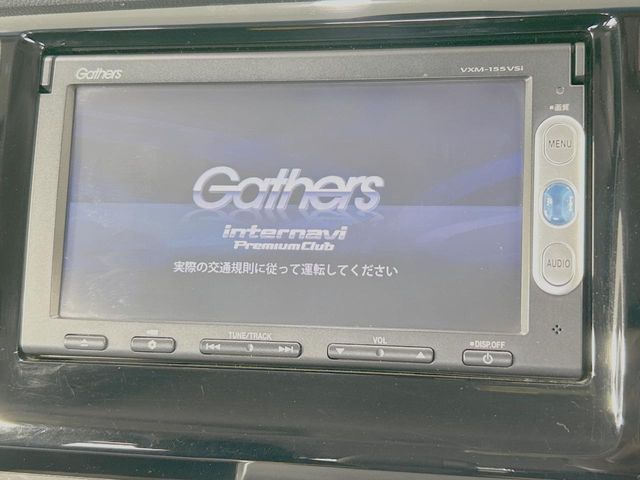 Gathers
VXM-155VSi
画質
MENU
Gathers
internavi
Premium Club
実際の交通規則に従って運転してください
AUDIO
TUNE/TRACK
VOL
DISP.OFF